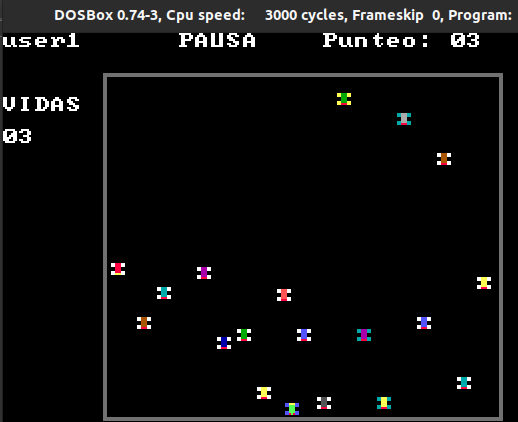 DOSBox 0.74-3, Cpu speed: 3000 cycles, Frameskip 0, Program:
user1 PAUSA Punteo: 03
VIDAS
03